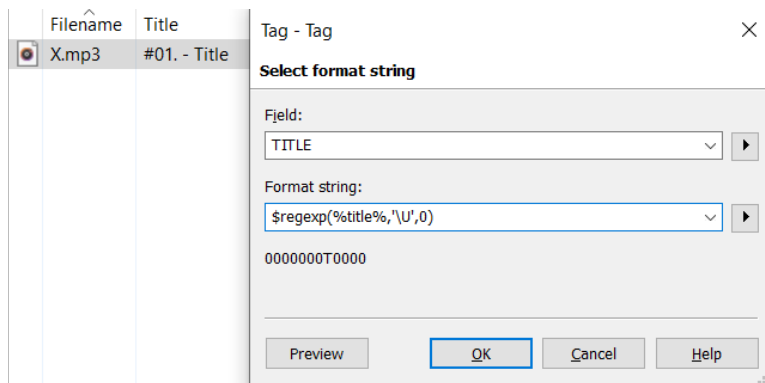 Filename Title
X.mp3 #01. - Title
Tag - Tag
Select format string
Field:
TITLE
Format string:
$regexp(%title%,'\U',0)
0000000T0000
Preview OK Cancel Help